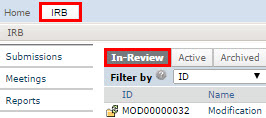 Home IRB
IRB
Submissions
Meetings
Reports
In-Review Active Archived
Filter by ? ID
ID Name
MOD00000032 Modification